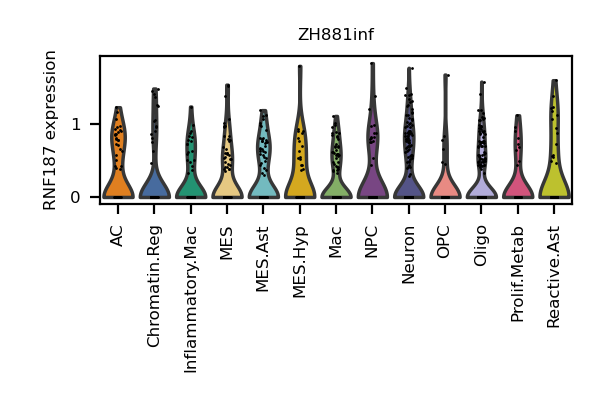 ZH881inf
RNF187 expression
1
0
AC
Chromatin.Reg
Inflammatory.Mac
MES
MES.Ast
MES.Hyp
Mac
NPC
Neuron
OPC
Oligo
Prolif.Metab
Reactive.Ast